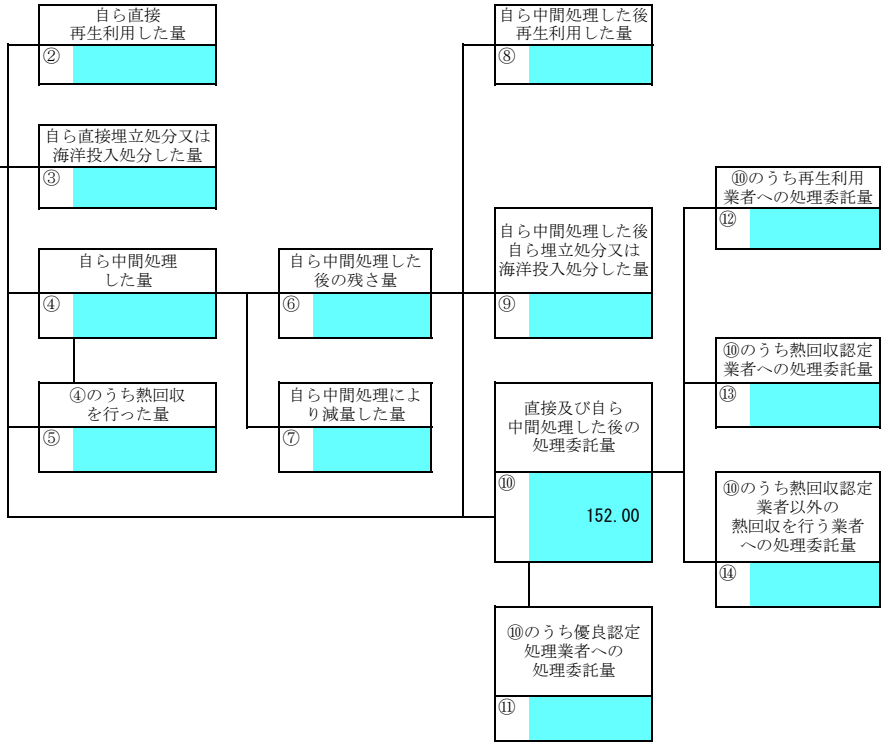 自ら直接
再生利用した量
②
自ら中間処理した後
再生利用した量
⑧
自ら直接埋立処分又は
海洋投入処分した量
③
⑩のうち再生利用
業者への処理委託量
⑫
自ら中間処理
した量
④
自ら中間処理した
後の残さ量
⑥
自ら中間処理した後
自ら埋立処分又は
海洋投入処分した量
⑨
⑩のうち熱回収認定
業者への処理委託量
⑬
④のうち熱回収
を行った量
⑤
自ら中間処理によ
り減量した量
⑦
直接及び自ら
中間処理した後の
処理委託量
⑩
152.00
⑩のうち熱回収認定
業者以外の
熱回収を行う業者
への処理委託量
⑭
⑩のうち優良認定
処理業者への
処理委託量
⑪